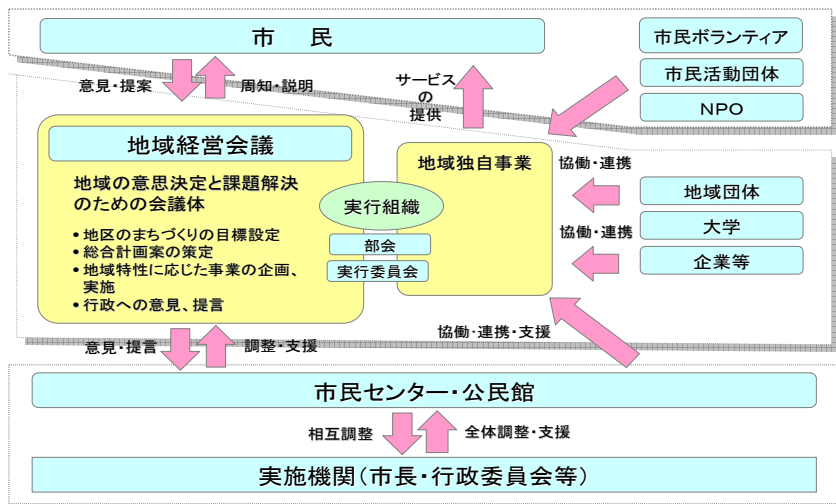 市　民
市民ボランティア
市民活動団体
NPO
意見・提案
周知・説明
サービス
の
提供
地域経営会議
地域の意思決定と課題解決
のための会議体
• 地区のまちづくりの目標設定
• 総合計画案の策定
• 地域特性に応じた事業の企画、
実施
• 行政への意見、提言
実行組織
部会
実行委員会
地域独自事業
協働・連携
協働・連携
地域団体
大学
企業等
意見・提言
調整・支援
協働・連携・支援
市民センター・公民館
相互調整
全体調整・支援
実施機関（市長・行政委員会等）